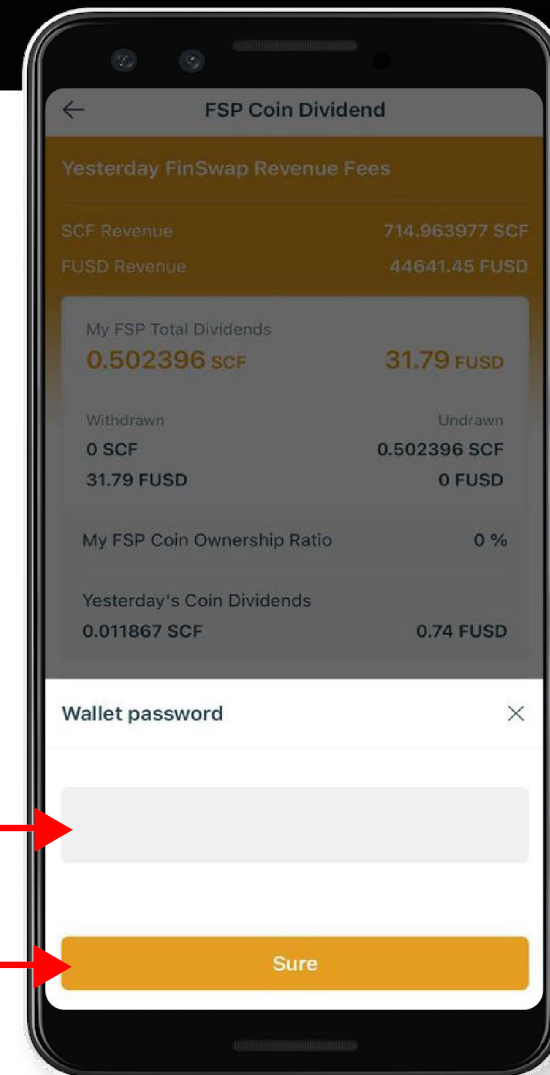 FSP Coin Dividend
Yesterday FinSwap Revenue Fees
SCF Revenue 714.963977 SCF
FUSD Revenue 44641.45 FUSD
My FSP Total Dividends
0.502396 SCF 31.79 FUSD
Withdrawn Undrawn
0 SCF 0.502396 SCF
31.79 FUSD 0 FUSD
My FSP Coin Ownership Ratio 0 %
Yesterday's Coin Dividends
0.011867 SCF 0.74 FUSD
Wallet password
Sure